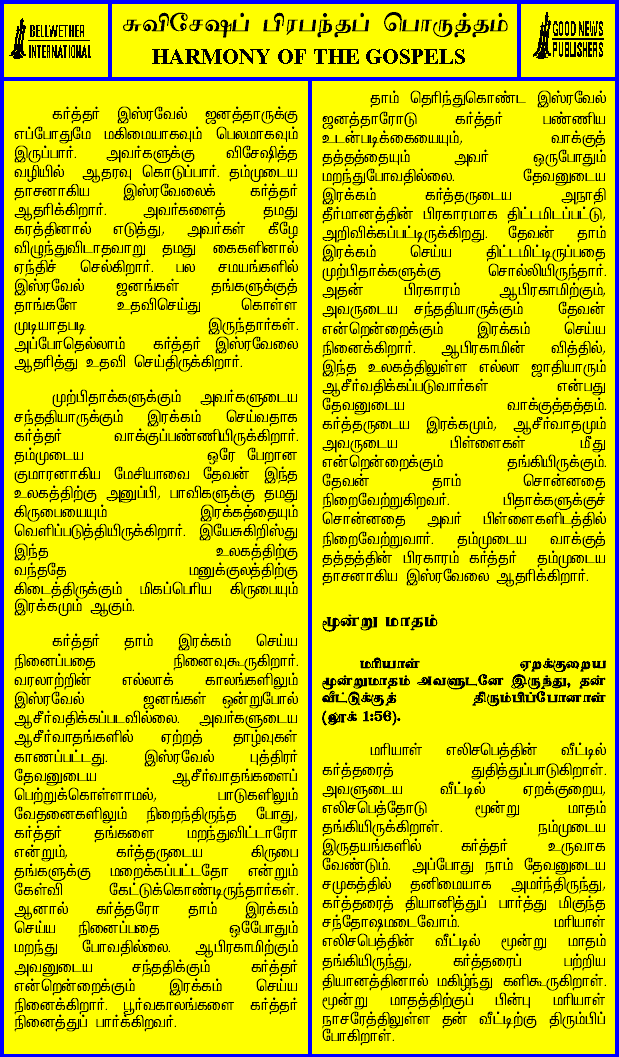 BELLWETHER
INTERNATIONAL
சுவிசேஷப் பிரபந்தப் பொருத்தம்
HARMONY OF THE GOSPELS
GOOD NEWS
PUBLISHERS
கர்த்தர் இஸ்ரவேல் ஜனத்தாருக்கு
எப்போதுமே மகிமையாகவும் பெலமாகவும்
இருப்பார். அவர்களுக்கு விசேஷித்த
வழியில் ஆதரவு கொடுப்பார். தம்முடைய
தாசனாகிய இஸ்ரவேலைக் கர்த்தர்
ஆதரிக்கிறார். அவர்களைத் தமது
கரத்தினால் எடுத்து, அவர்கள் கீழே
விழுந்துவிடாதவாறு தமது கைகளினால்
ஏந்திச் செல்கிறார். பல சமயங்களில்
இஸ்ரவேல் ஜனங்கள் தங்களுக்குத்
தாங்களே உதவிசெய்து கொள்ள
முடியாதபடி இருந்தார்கள்.
அப்போதெல்லாம் கர்த்தர் இஸ்ரவேலை
ஆதரித்து உதவி செய்திருக்கிறார்.
முற்பிதாக்களுக்கும் அவர்களுடைய
சந்ததியாருக்கும் இரக்கம் செய்வதாக
கர்த்தர் வாக்குப்பண்ணியிருக்கிறார்.
தம்முடைய ஒரே பேறான
குமாரனாகிய மேசியாவை தேவன் இந்த
உலகத்திற்கு அனுப்பி, பாவிகளுக்கு தமது
கிருபையையும் இரக்கத்தையும்
வெளிப்படுத்தியிருக்கிறார். இயேசுகிறிஸ்து
இந்த உலகத்திற்கு
வந்ததே மனுக்குலத்திற்கு
கிடைத்திருக்கும் மிகப்பெரிய கிருபையும்
இரக்கமும் ஆகும்.
கர்த்தர் தாம் இரக்கம் செய்ய
நினைப்பதை நினைவுகூருகிறார்.
வரலாற்றின் எல்லாக் காலங்களிலும்
இஸ்ரவேல் ஜனங்கள் ஒன்றுபோல்
ஆசீர்வதிக்கப்படவில்லை. அவர்களுடைய
ஆசீர்வாதங்களில் ஏற்றத் தாழ்வுகள்
காணப்பட்டது. இஸ்ரவேல் புத்திரர்
தேவனுடைய ஆசீர்வாதங்களைப்
பெற்றுக்கொள்ளாமல், பாடுகளிலும்
வேதனைகளிலும் நிறைந்திருந்த போது,
கர்த்தர் தங்களை மறந்துவிட்டாரோ
என்றும், கர்த்தருடைய கிருபை
தங்களுக்கு மறைக்கப்பட்டதோ என்றும்
கேள்வி கேட்டுக்கொண்டிருந்தார்கள்.
ஆனால் கர்த்தரோ தாம் இரக்கம்
செய்ய நினைப்பதை ஒபோேதும்
மறந்து போவதில்லை. ஆபிரகாமிற்கும்
அவனுடைய சந்ததிக்கும் கர்த்தர்
என்றென்றைக்கும் இரக்கம் செய்ய
நினைக்கிறார். பூர்வகாலங்களை கர்த்தர்
நினைத்துப் பார்க்கிறவர்.
தாம் தெரிந்துகொண்ட இஸ்ரவேல்
ஜனத்தாரோடு கர்த்தர் பண்ணிய
உடன்படிக்கையையும், வாக்குத்
தத்தத்தையும் அவர் ஒருபோதும்
மறந்துபோவதில்லை. தேவனுடைய
இரக்கம் கர்த்தருடைய அநாதி
தீர்மானத்தின் பிரகாரமாக திட்டமிடப்பட்டு,
அறிவிக்கப்பட்டிருக்கிறது. தேவன் தாம்
இரக்கம் செய்ய திட்டமிட்டிருப்பதை
முற்பிதாக்களுக்கு சொல்லியிருந்தார்.
அதன் பிரகாரம் ஆபிரகாமிற்கும்,
அவருடைய சந்ததியாருக்கும் தேவன்
என்றென்றைக்கும் இரக்கம் செய்ய
நினைக்கிறார். ஆபிரகாமின் வித்தில்,
இந்த உலகத்திலுள்ள எல்லா ஜாதியாரும்
ஆசீர்வதிக்கப்படுவார்கள் என்பது
தேவனுடைய வாக்குத்தத்தம்.
கர்த்தருடைய இரக்கமும், ஆசீர்வாதமும்
அவருடைய பிள்ளைகள் மீது
என்றென்றைக்கும் தங்கியிருக்கும்.
தேவன் தாம் சொன்னதை
நிறைவேற்றுகிறவர். பிதாக்களுக்குச்
சொன்னதை அவர் பிள்ளைகளிடத்தில்
நிறைவேற்றுவார். தம்முடைய வாக்குத்
தத்தத்தின் பிரகாரம் கர்த்தர் தம்முடைய
தாசனாகிய இஸ்ரவேலை ஆதரிக்கிறார்.
மூன்று மாதம்
மரியாள் ஏறக்குறைய
மூன்றுமாதம் அவளுடனே இருந்து, தன்
வீட்டுக்குத் திரும்பிப்போனாள்
(லூக் 1:56).
மரியாள் எலிசபெத்தின் வீட்டில்
கர்த்தரைத் துதித்துப்பாடுகிறாள்.
அவளுடைய வீட்டில் ஏறக்குறைய,
எலிசபெத்தோடு மூன்று மாதம்
தங்கியிருக்கிறாள். நம்முடைய
இருதயங்களில் கர்த்தர் உருவாக
வேண்டும். அப்போது நாம் தேவனுடைய
சமுகத்தில் தனிமையாக அமர்ந்திருந்து,
கர்த்தரைத் தியானித்துப் பார்த்து மிகுந்த
சந்தோஷமடைவோம். மரியாள்
எலிசபெத்தின் வீட்டில் மூன்று மாதம்
தங்கியிருந்து, கர்த்தரைப் பற்றிய
தியானத்தினால் மகிழ்ந்து களிகூருகிறாள்.
மூன்று மாதத்திற்குப் பின்பு மரியாள்
நாசரேத்திலுள்ள தன் வீட்டிற்கு திரும்பிப்
போகிறாள்.